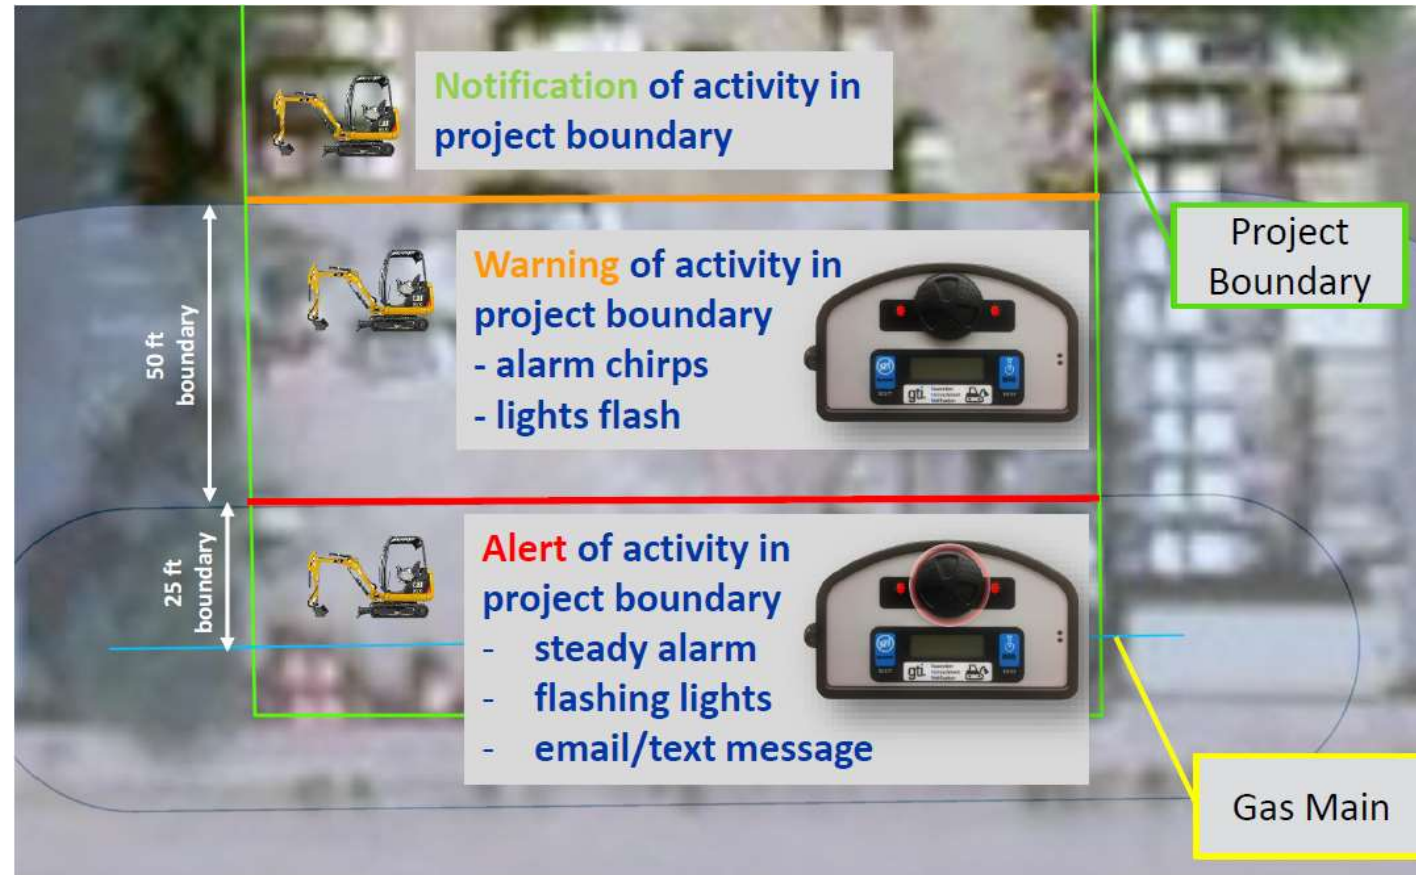 Notification of activity in
project boundary
50 ft
boundary
Warning of activity in
project boundary
- alarm chirps
- lights flash
gti.
Project
Boundary
25 ft
boundary
Alert of activity in
project boundary
- steady alarm
- flashing lights
- email/text message
gti.
Gas Main